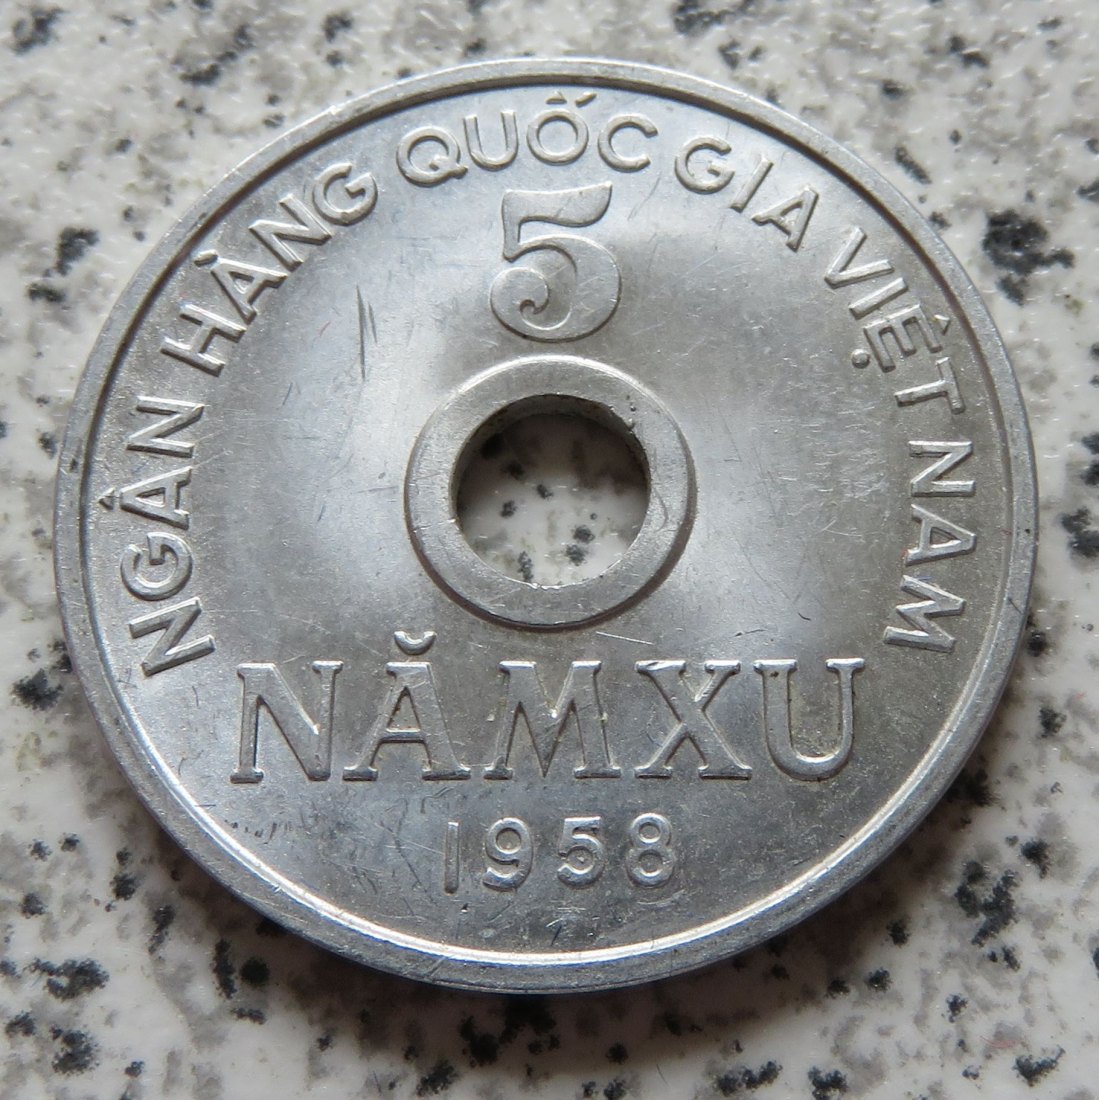 NGÂN HÀNG QUỐC GIA VIỆT NAM
5
NĂM XU
1958